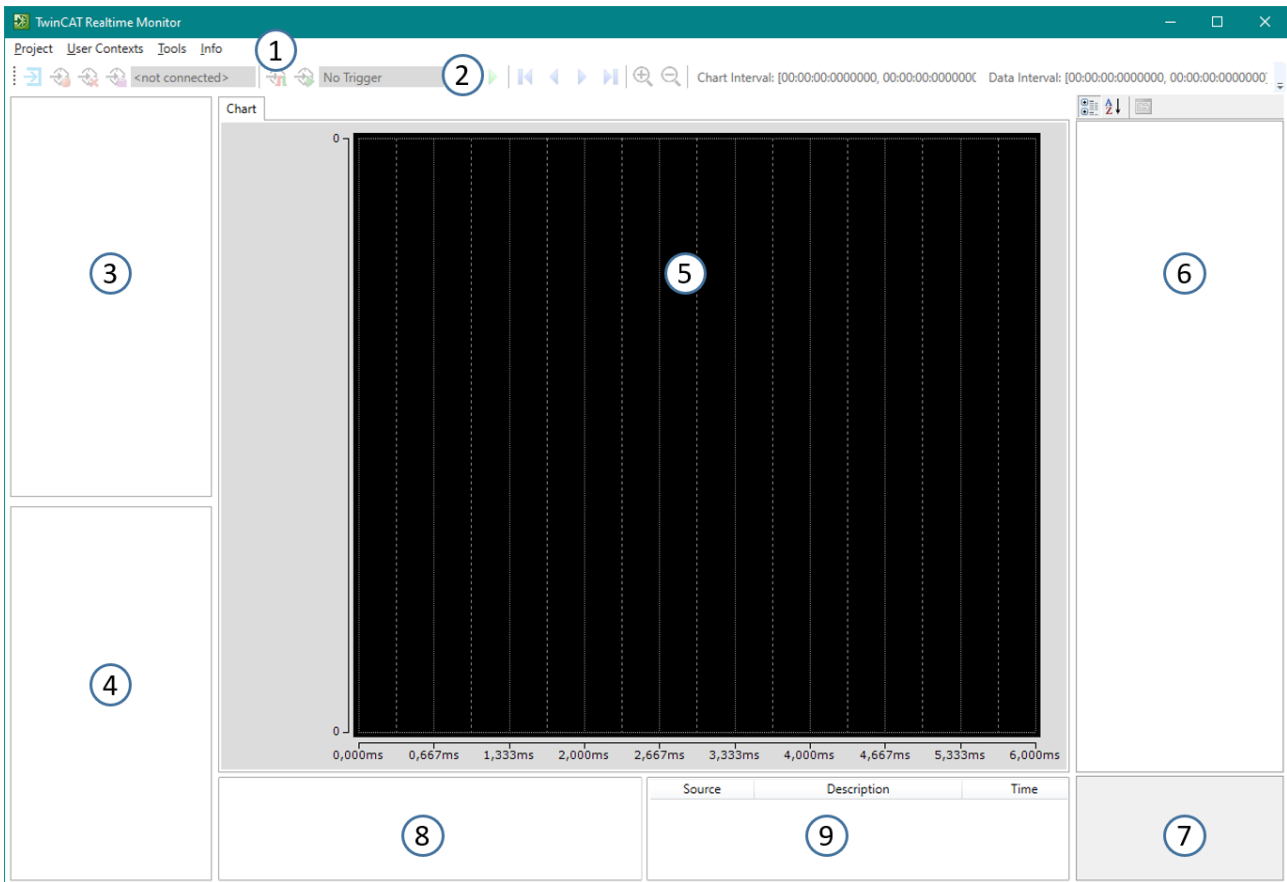 TwinCAT Realtime Monitor
Project User Contexts Tools Info
1
<not connected> No Trigger 2 Chart Interval: [00:00:00:0000000, 00:00:00:000000( Data Interval: [00:00:00:0000000, 00:00:00:0000000]
Chart
A
Z
0
3
5
6
4
0
0,000ms 0,667ms 1,333ms 2,000ms 2,667ms 3,333ms 4,000ms 4,667ms 5,333ms 6,000ms
Source Description Time
8
9
7